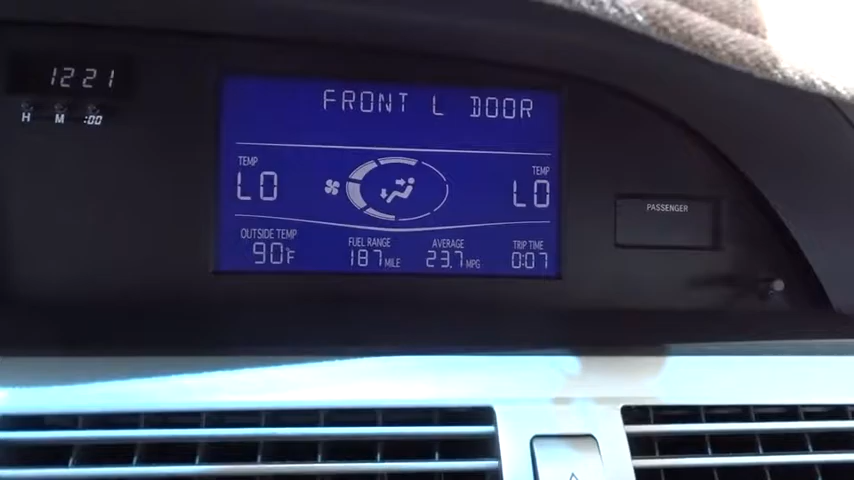 12 21
H M :00
FRONT L DOOR
TEMP TEMP
LO LO
PASSENGER
OUTSIDE TEMP FUEL RANGE AVERAGE TRIP TIME
90°F 187 MILE 23.7 MPG 0:07